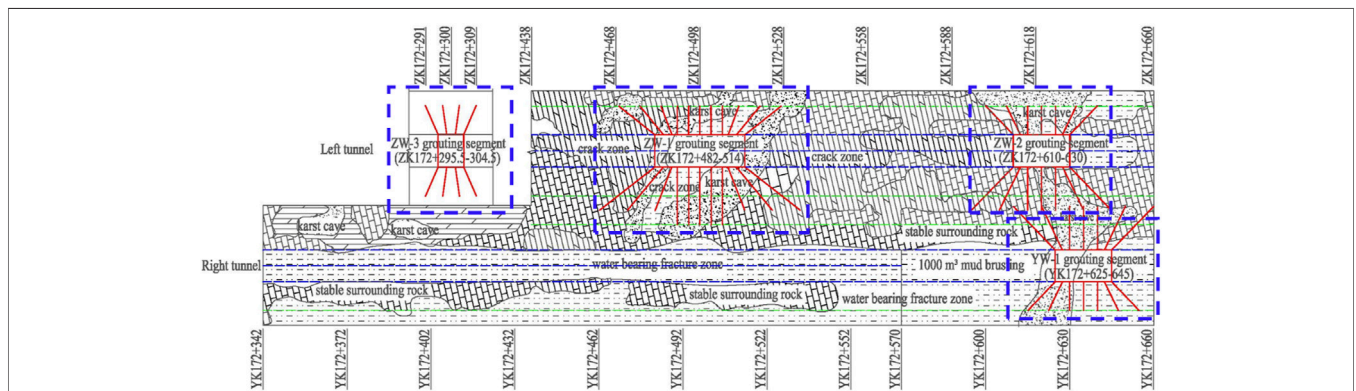 ZK172+291
ZK172+300
ZK172+309
ZK172+438
ZK172+468
ZK172+498
ZK172+528
ZK172+538
ZK172+588
ZK172+618
ZK172+660
karst cave
karst cave
Left tunnel
ZW-3 grouting segment
(ZK172+295.5-304.5)
crack zone
ZW-1 grouting segment
(ZK172+482-514)
crack zone
ZW-2 grouting segment
(ZK172+610-630)
crack zone
karst cave
karst cave
karst cave
karst cave
stable surrounding rock
Right tunnel
water bearing fracture zone
1000 m³ mud brusting
YW-1 grouting segment
(YK172+625-645)
stable surrounding rock
stable surrounding rock
water bearing fracture zone
YK172+342
YK172+372
YK172+402
YK172+432
YK172+462
YK172+492
YK172+522
YK172+552
YK172+570
YK172+600
YK172+630
YK172+660